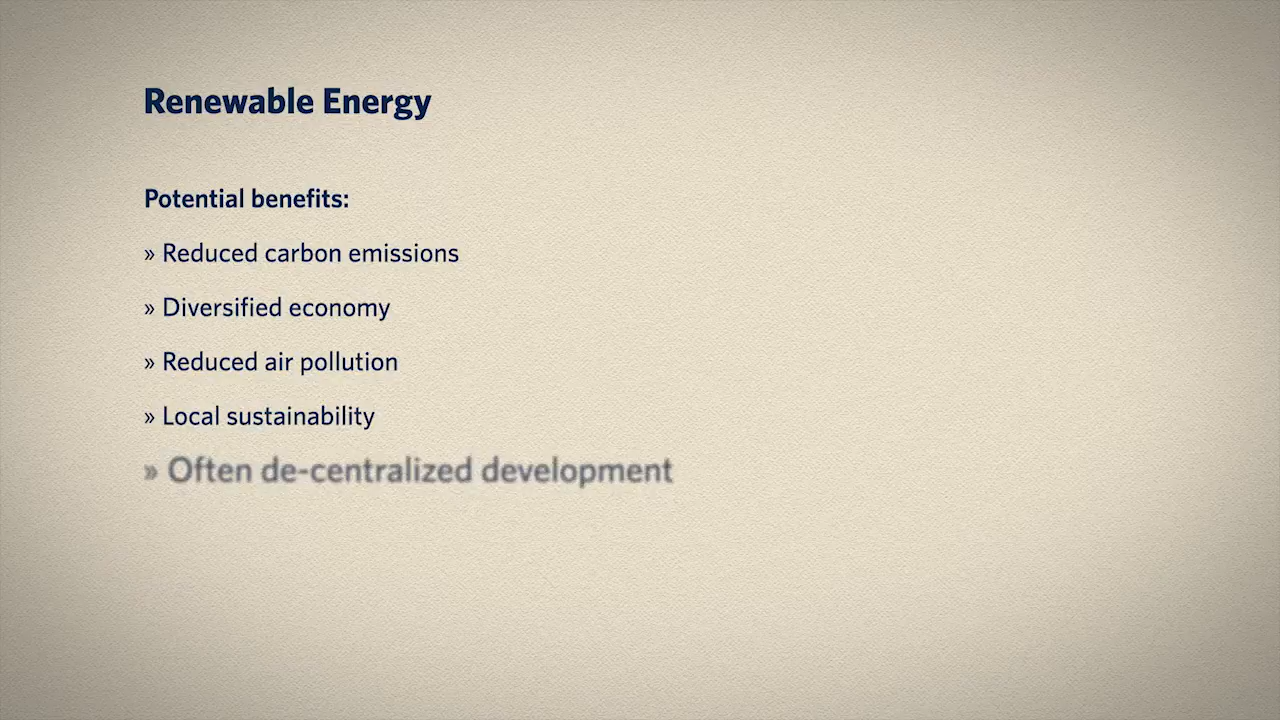 Renewable Energy
Potential benefits:
» Reduced carbon emissions
» Diversified economy
» Reduced air pollution
» Local sustainability
» Often de-centralized development